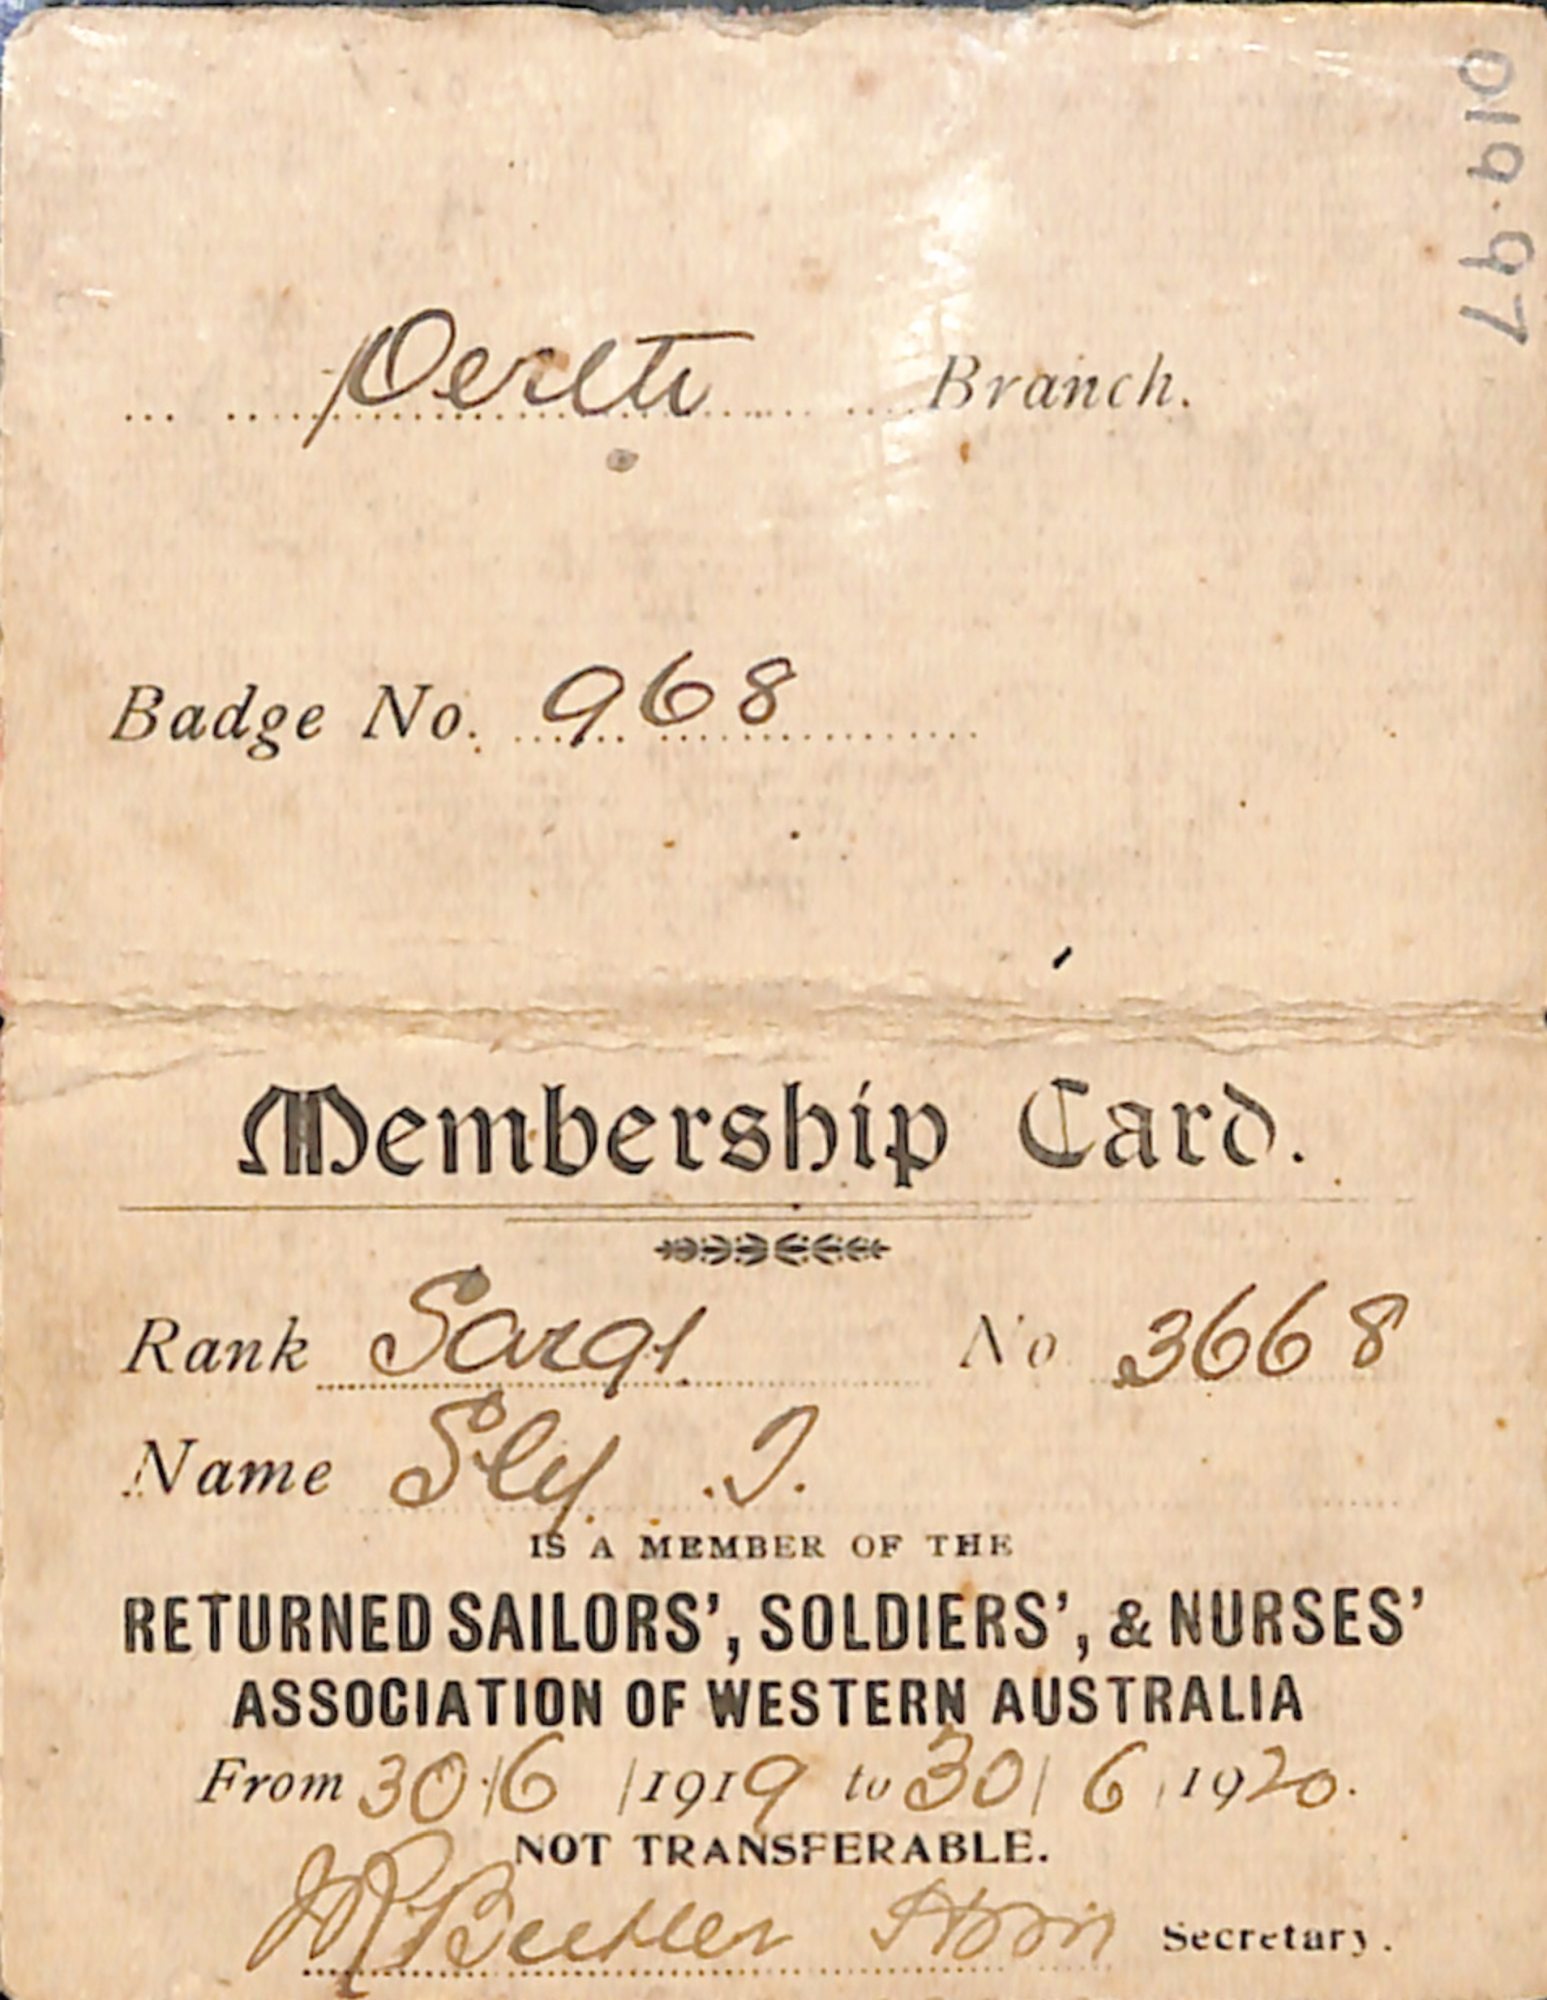 019.97
Perth Branch.
Badge No. 968
Membership Card.
Rank Sargt. No. 3668
Name Sly. J.
IS A MEMBER OF THE
RETURNED SAILORS', SOLDIERS', & NURSES'
ASSOCIATION OF WESTERN AUSTRALIA
From 30/6/1919 to 30/6/1920.
NOT TRANSFERABLE.
Butler Hon Secretary.